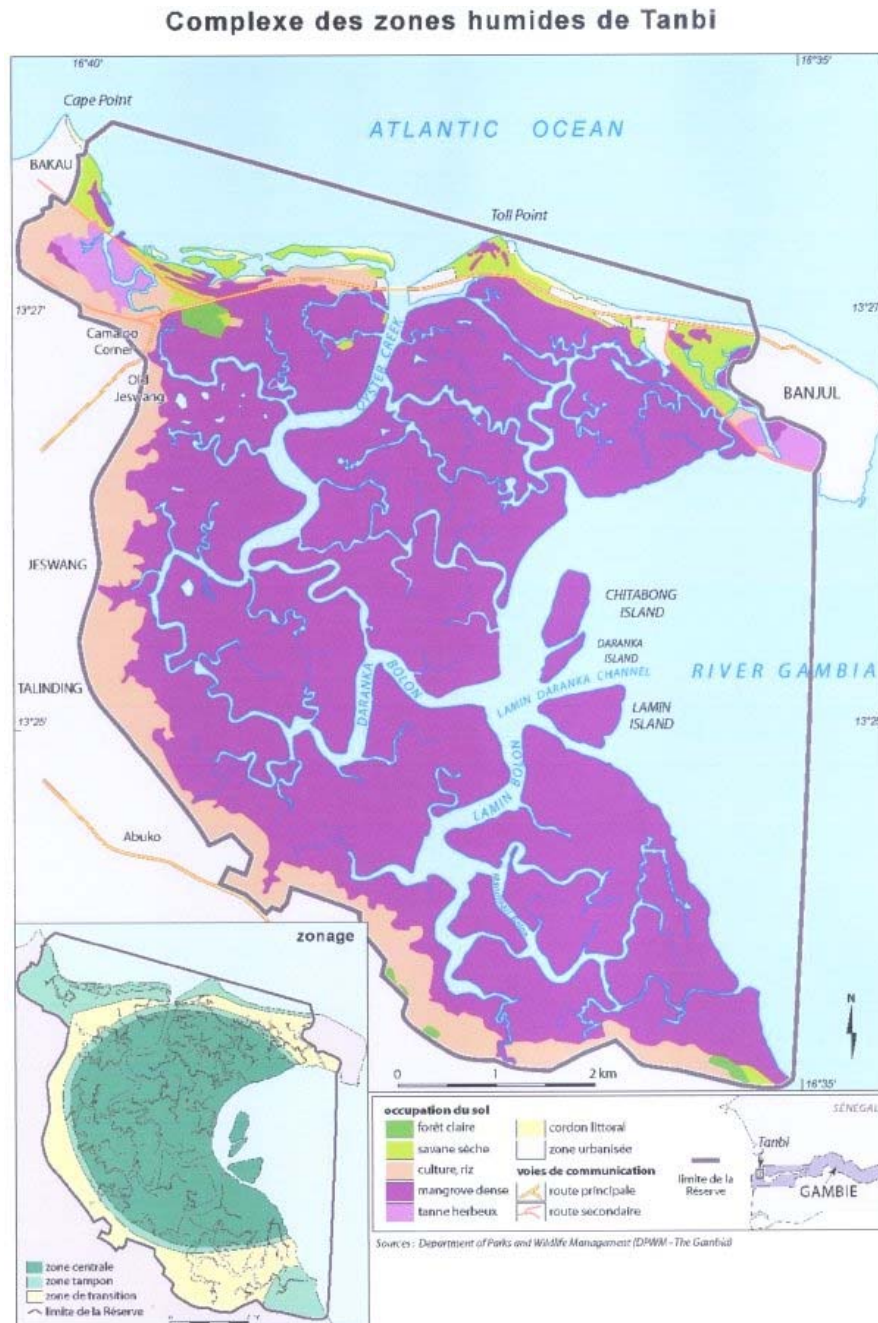 Complexe des zones humides de Tanbi
16°40'
16°35'
Cape Point
ATLANTIC OCEAN
BAKAU
Toll Point
13°27'
13°27'
Camaloo
Corner
Old
Jeswang
OYSTER CREEK
BANJUL
JESWANG
CHITABONG
ISLAND
DARANKA
ISLAND
RIVER GAMBIA
LAMIN DARANKA CHANNEL
TALINDING
DARANKA
BOLON
LAMIN
ISLAND
13°25'
LAMIN BOLON
Abuko
zonage
N
0 1 2 km
16°35'
zone centrale
zone tampon
zone de transition
limite de la Réserve
occupation du sol
forêt claire
savane sèche
culture, riz
mangrove dense
tanne herbeux
cordon littoral
zone urbanisée
voies de communication
route principale
route secondaire
limite de la
Réserve
SÉNÉGAL
Tanbi
GAMBIE
Sources : Department of Parks and Wildlife Management (DPWM - The Gambia)